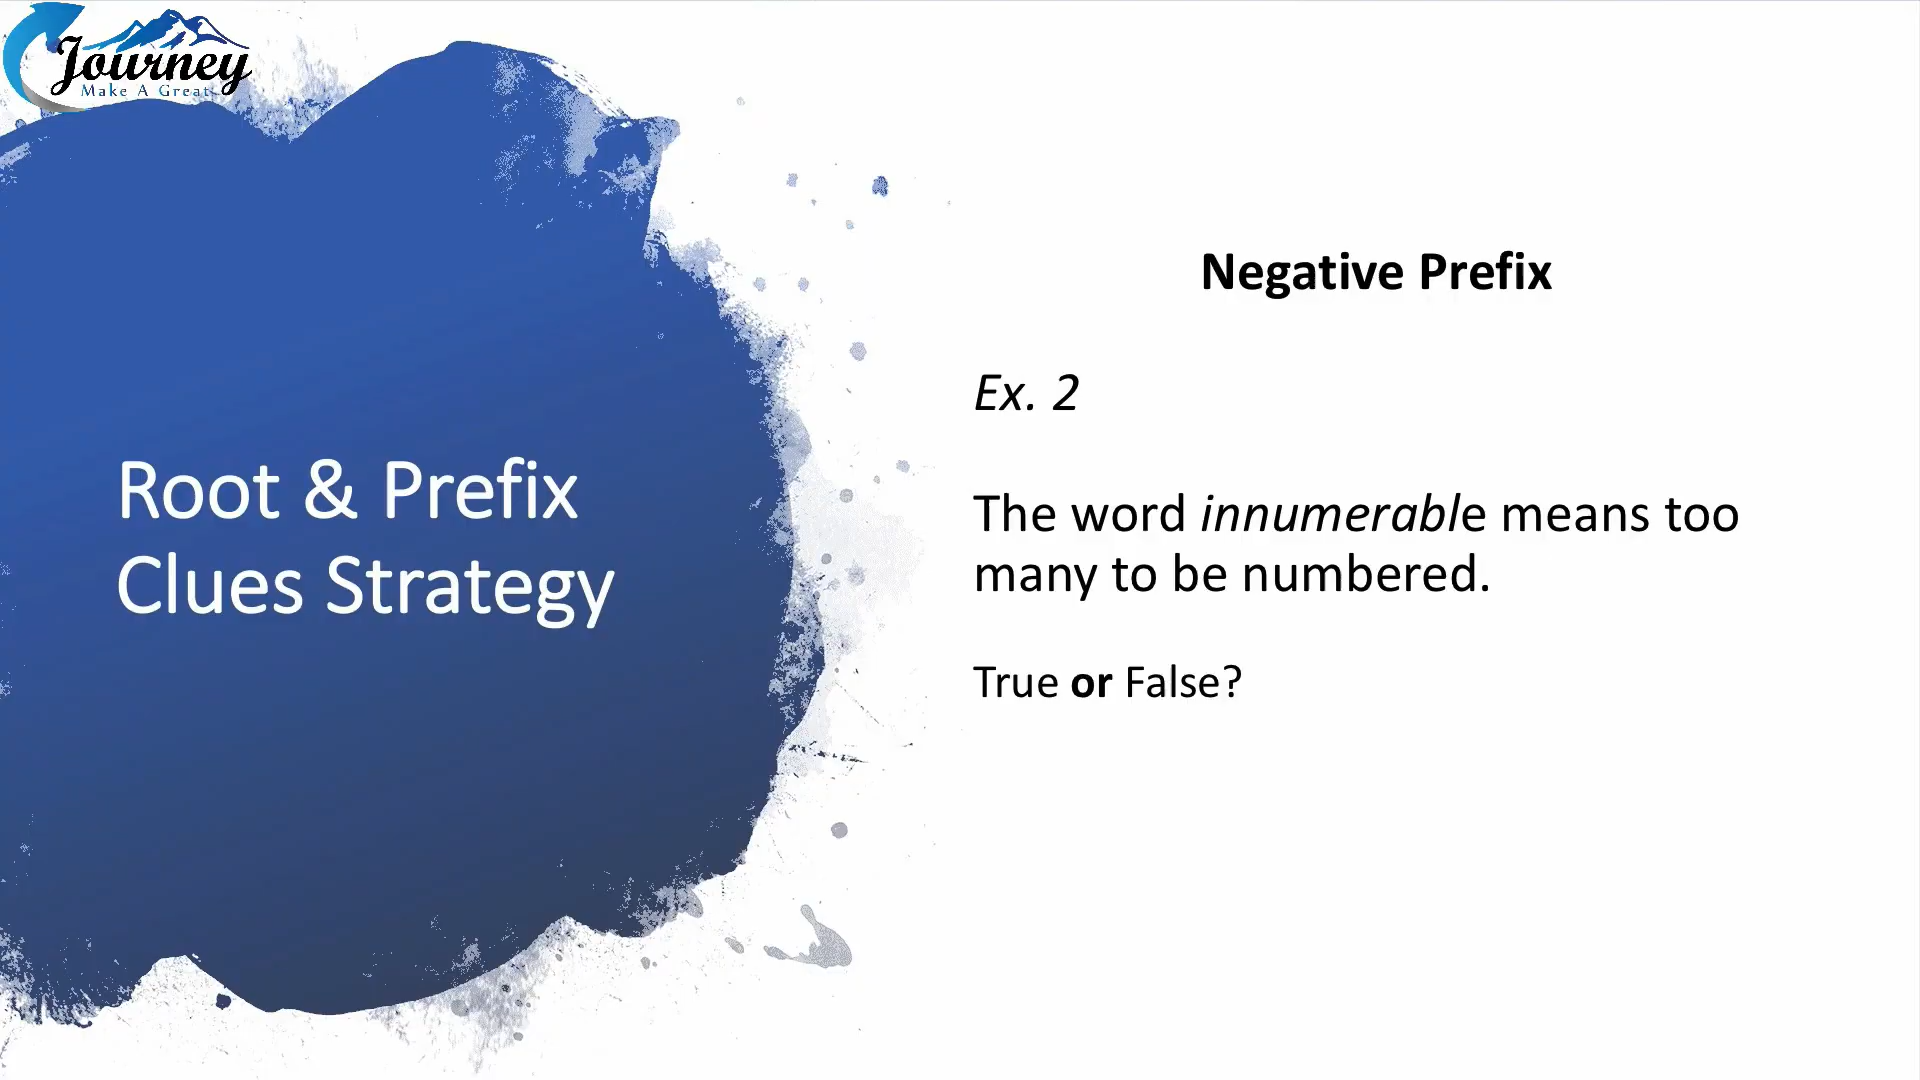 Journey
Make A Great
Root & Prefix
Clues Strategy
Negative Prefix
Ex. 2
The word innumerable means too
many to be numbered.
True or False?